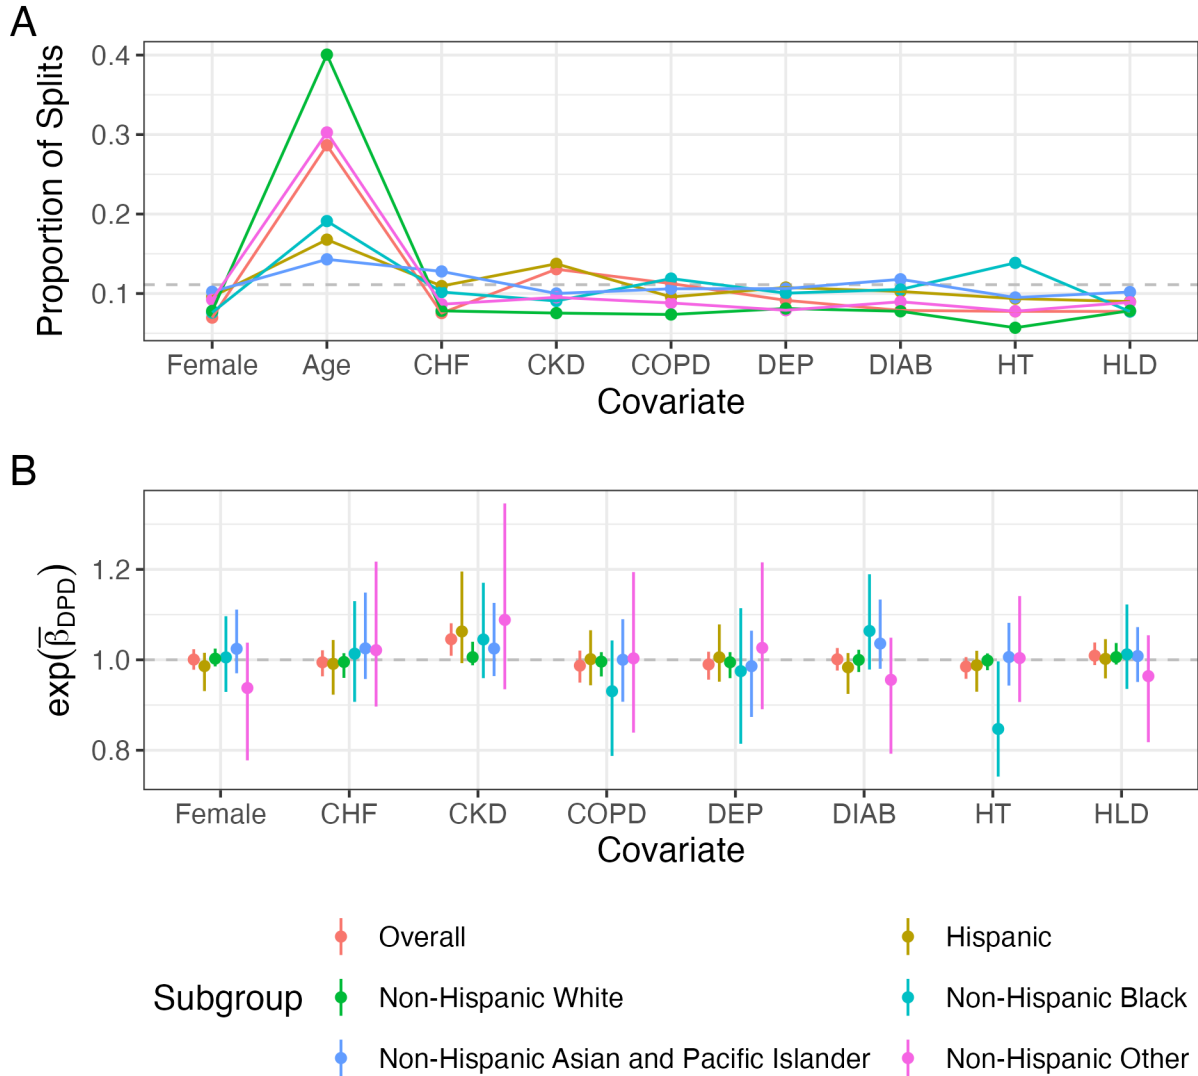 A
Proportion of Splits
0.4
0.3
0.2
0.1
Female Age CHF CKD COPD DEP DIAB HT HLD
Covariate
B
exp(β̅DPD)
1.2
1.0
0.8
Female CHF CKD COPD DEP DIAB HT HLD
Covariate
Subgroup
Overall
Hispanic
Non-Hispanic White
Non-Hispanic Black
Non-Hispanic Asian and Pacific Islander
Non-Hispanic Other